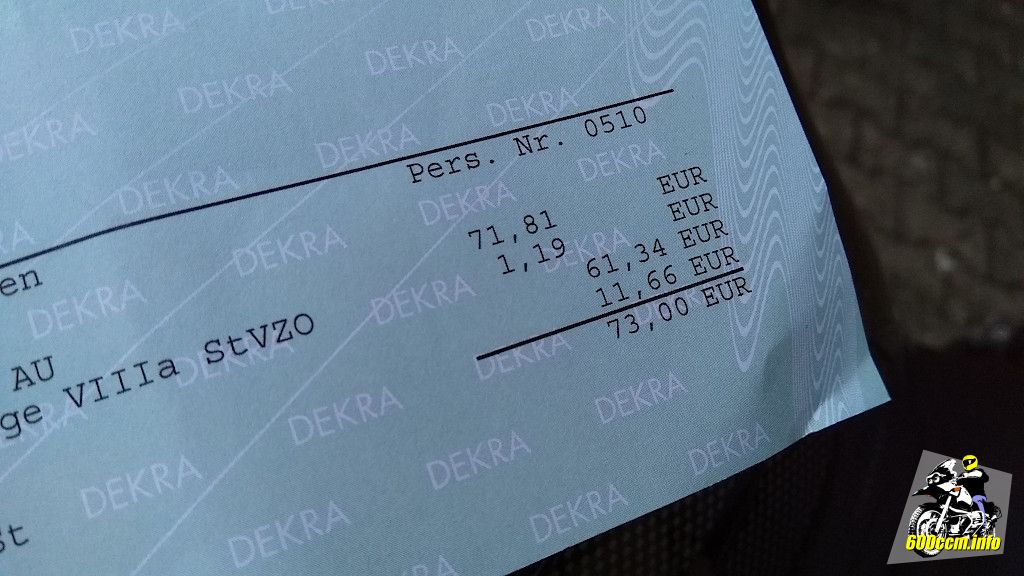 Pers. Nr. 0510
en
71,81 EUR
1,19 EUR
61,34 EUR
AU
11,66 EUR
ge VIIIa StVZO
73,00 EUR
st
DEKRA
600ccm.info